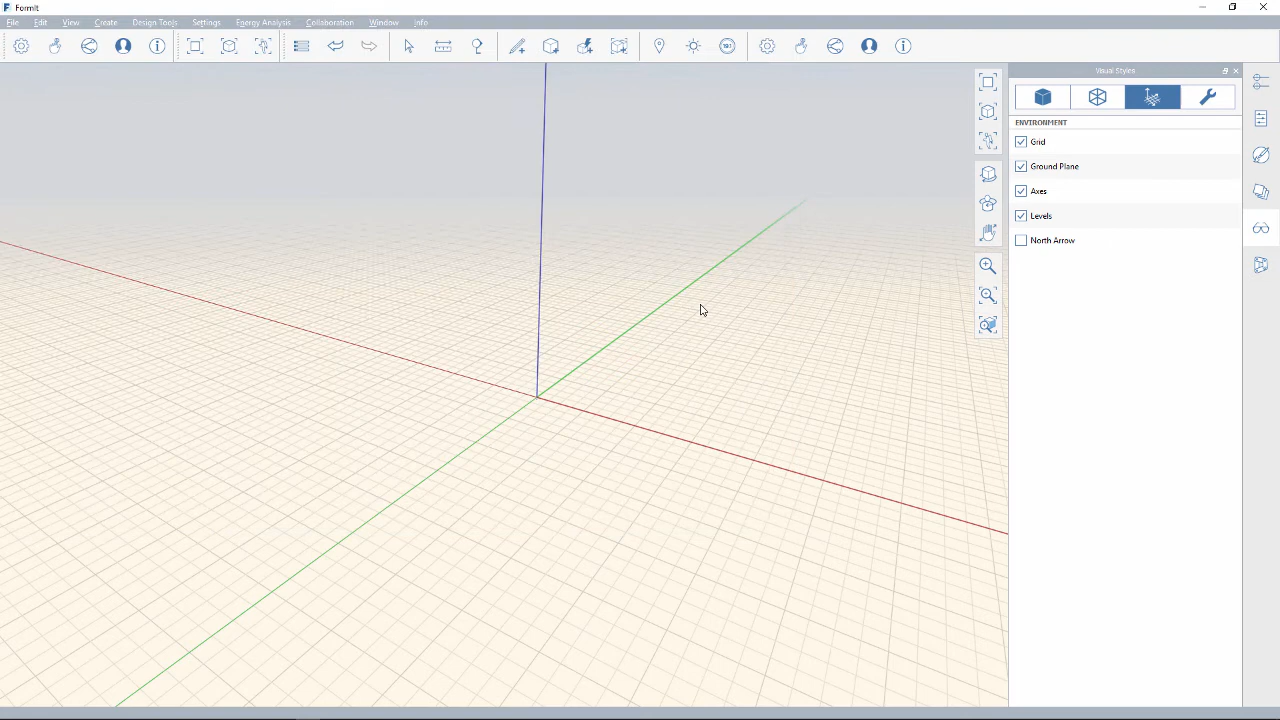 FormIt
File Edit View Create Design Tools Settings Energy Analysis Collaboration Window Info
Visual Styles
ENVIRONMENT
Grid
Ground Plane
Axes
Levels
North Arrow